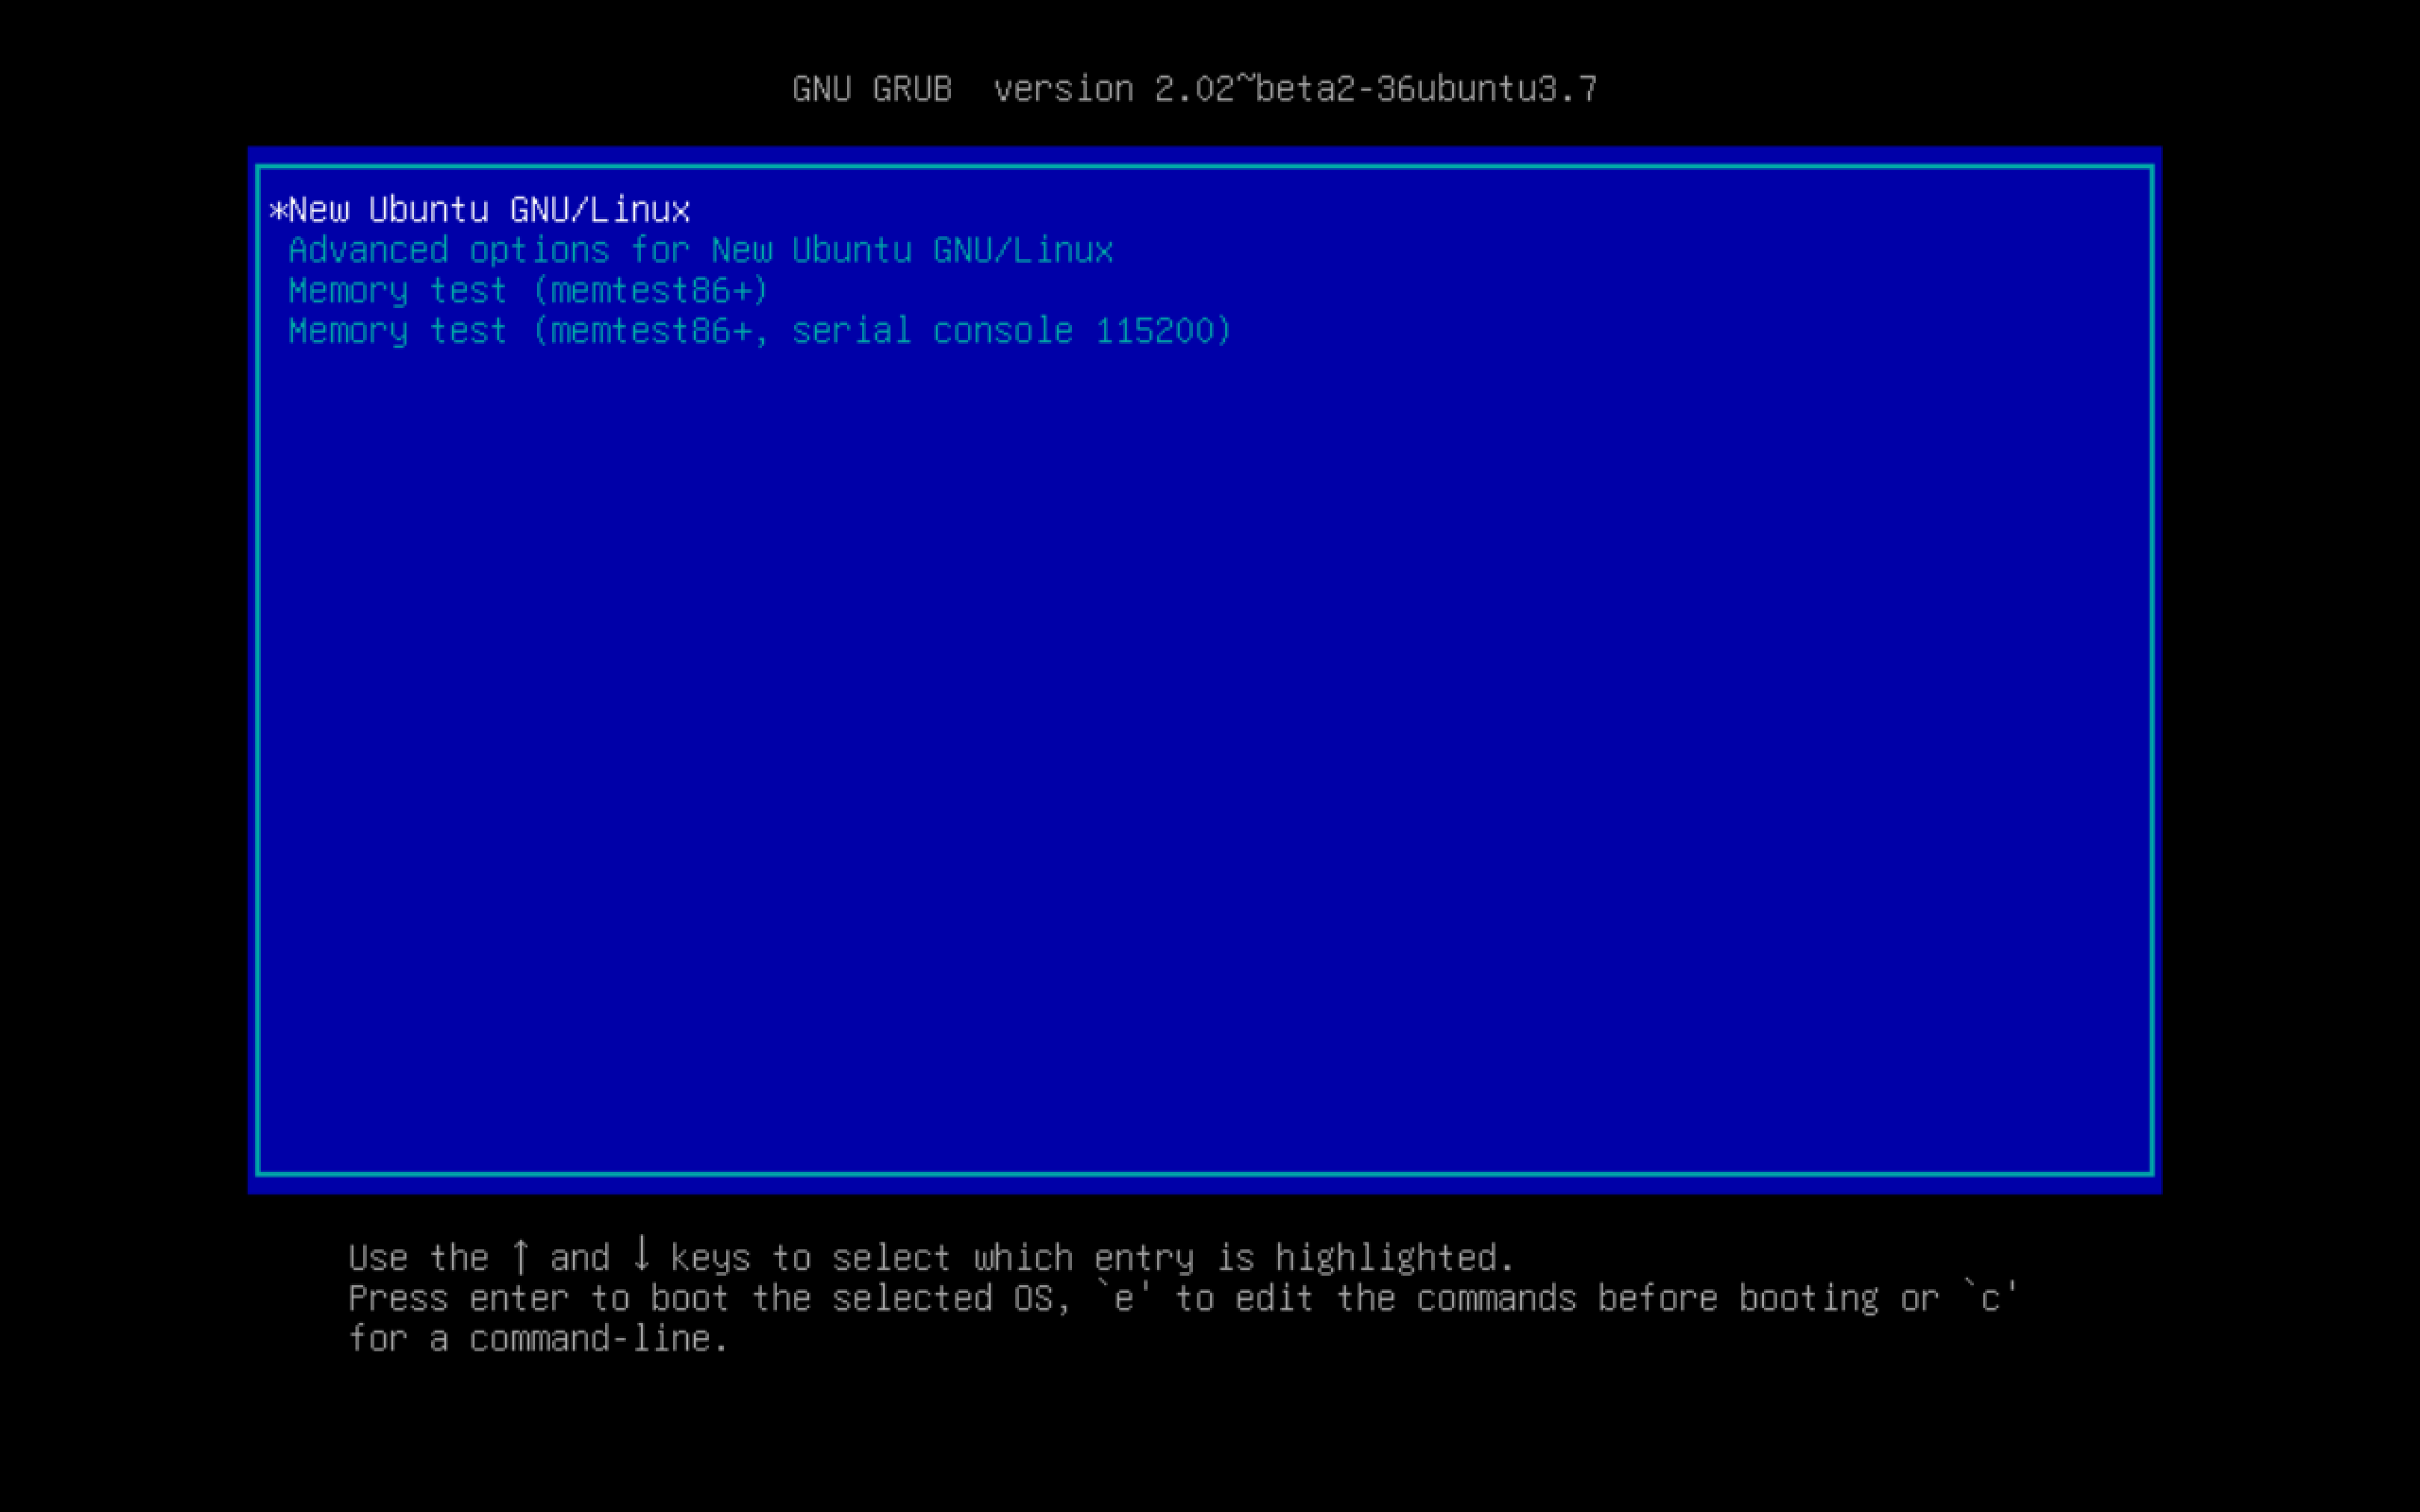 GNU GRUB  version 2.02~beta2-36ubuntu3.7
*New Ubuntu GNU/Linux
Advanced options for New Ubuntu GNU/Linux
Memory test (memtest86+)
Memory test (memtest86+, serial console 115200)
Use the ↑ and ↓ keys to select which entry is highlighted.
Press enter to boot the selected OS, `e' to edit the commands before booting or `c'
for a command-line.